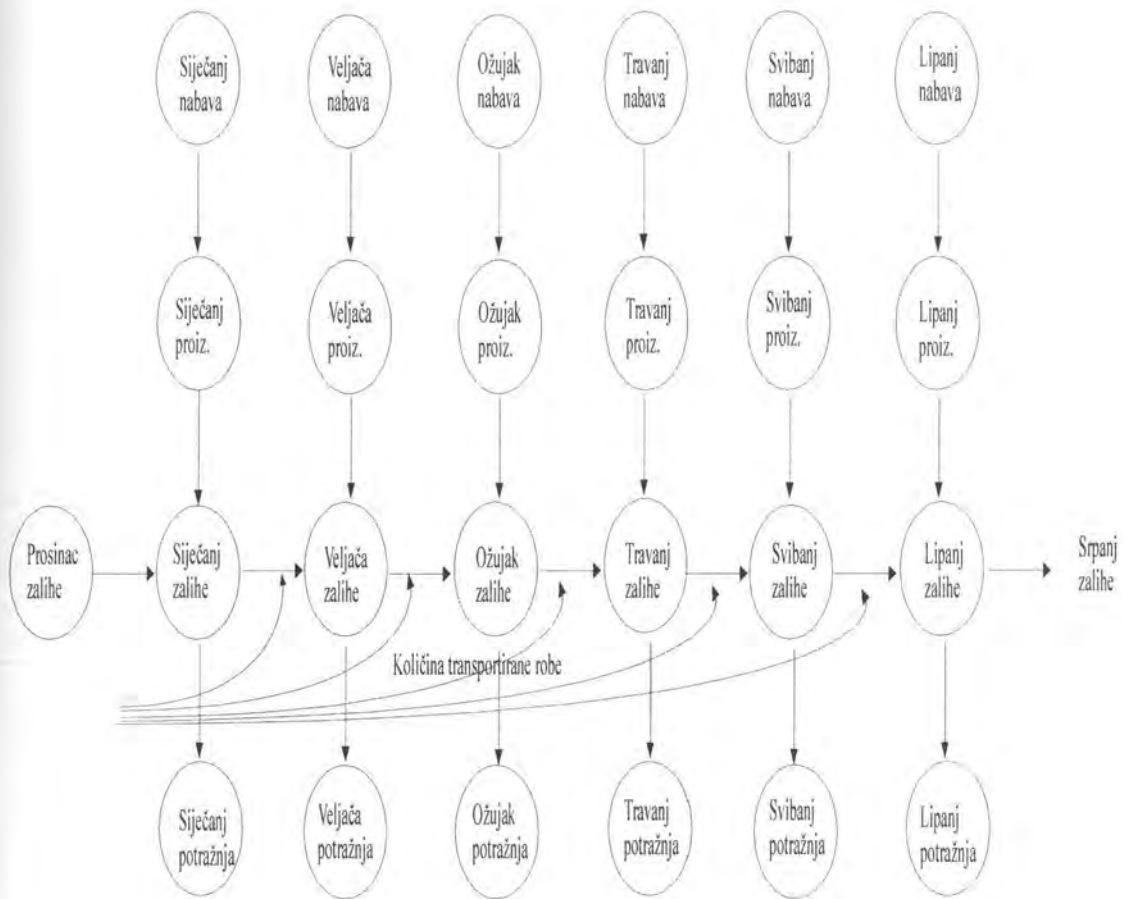 Siječanj
nabava
Veljača
nabava
Ožujak
nabava
Travanj
nabava
Svibanj
nabava
Lipanj
nabava
Siječanj
proiz.
Veljača
proiz.
Ožujak
proiz.
Travanj
proiz.
Svibanj
proiz.
Lipanj
proiz.
Prosinac
zalihe
Siječanj
zalihe
Veljača
zalihe
Ožujak
zalihe
Travanj
zalihe
Svibanj
zalihe
Lipanj
zalihe
Srpanj
zalihe
Količina transportirane robe
Siječanj
potražnja
Veljača
potražnja
Ožujak
potražnja
Travanj
potražnja
Svibanj
potražnja
Lipanj
potražnja